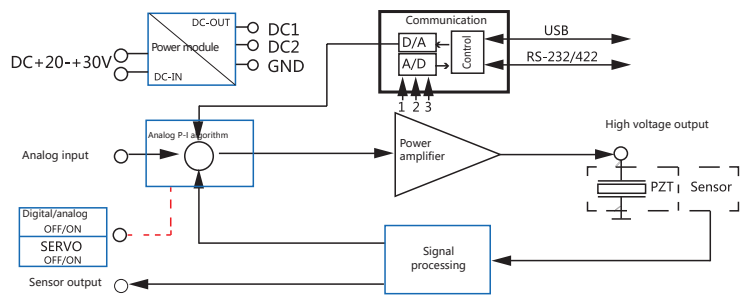 DC-OUT
Power module
DC-IN
DC+20-+30V
DC1
DC2
GND
Communication
D/A
A/D
Control
1 2 3
USB
RS-232/422
Analog P-I algorithm
Analog input
Power
amplifier
High voltage output
PZT
Sensor
Digital/analog
OFF/ON
SERVO
OFF/ON
Signal
processing
Sensor output